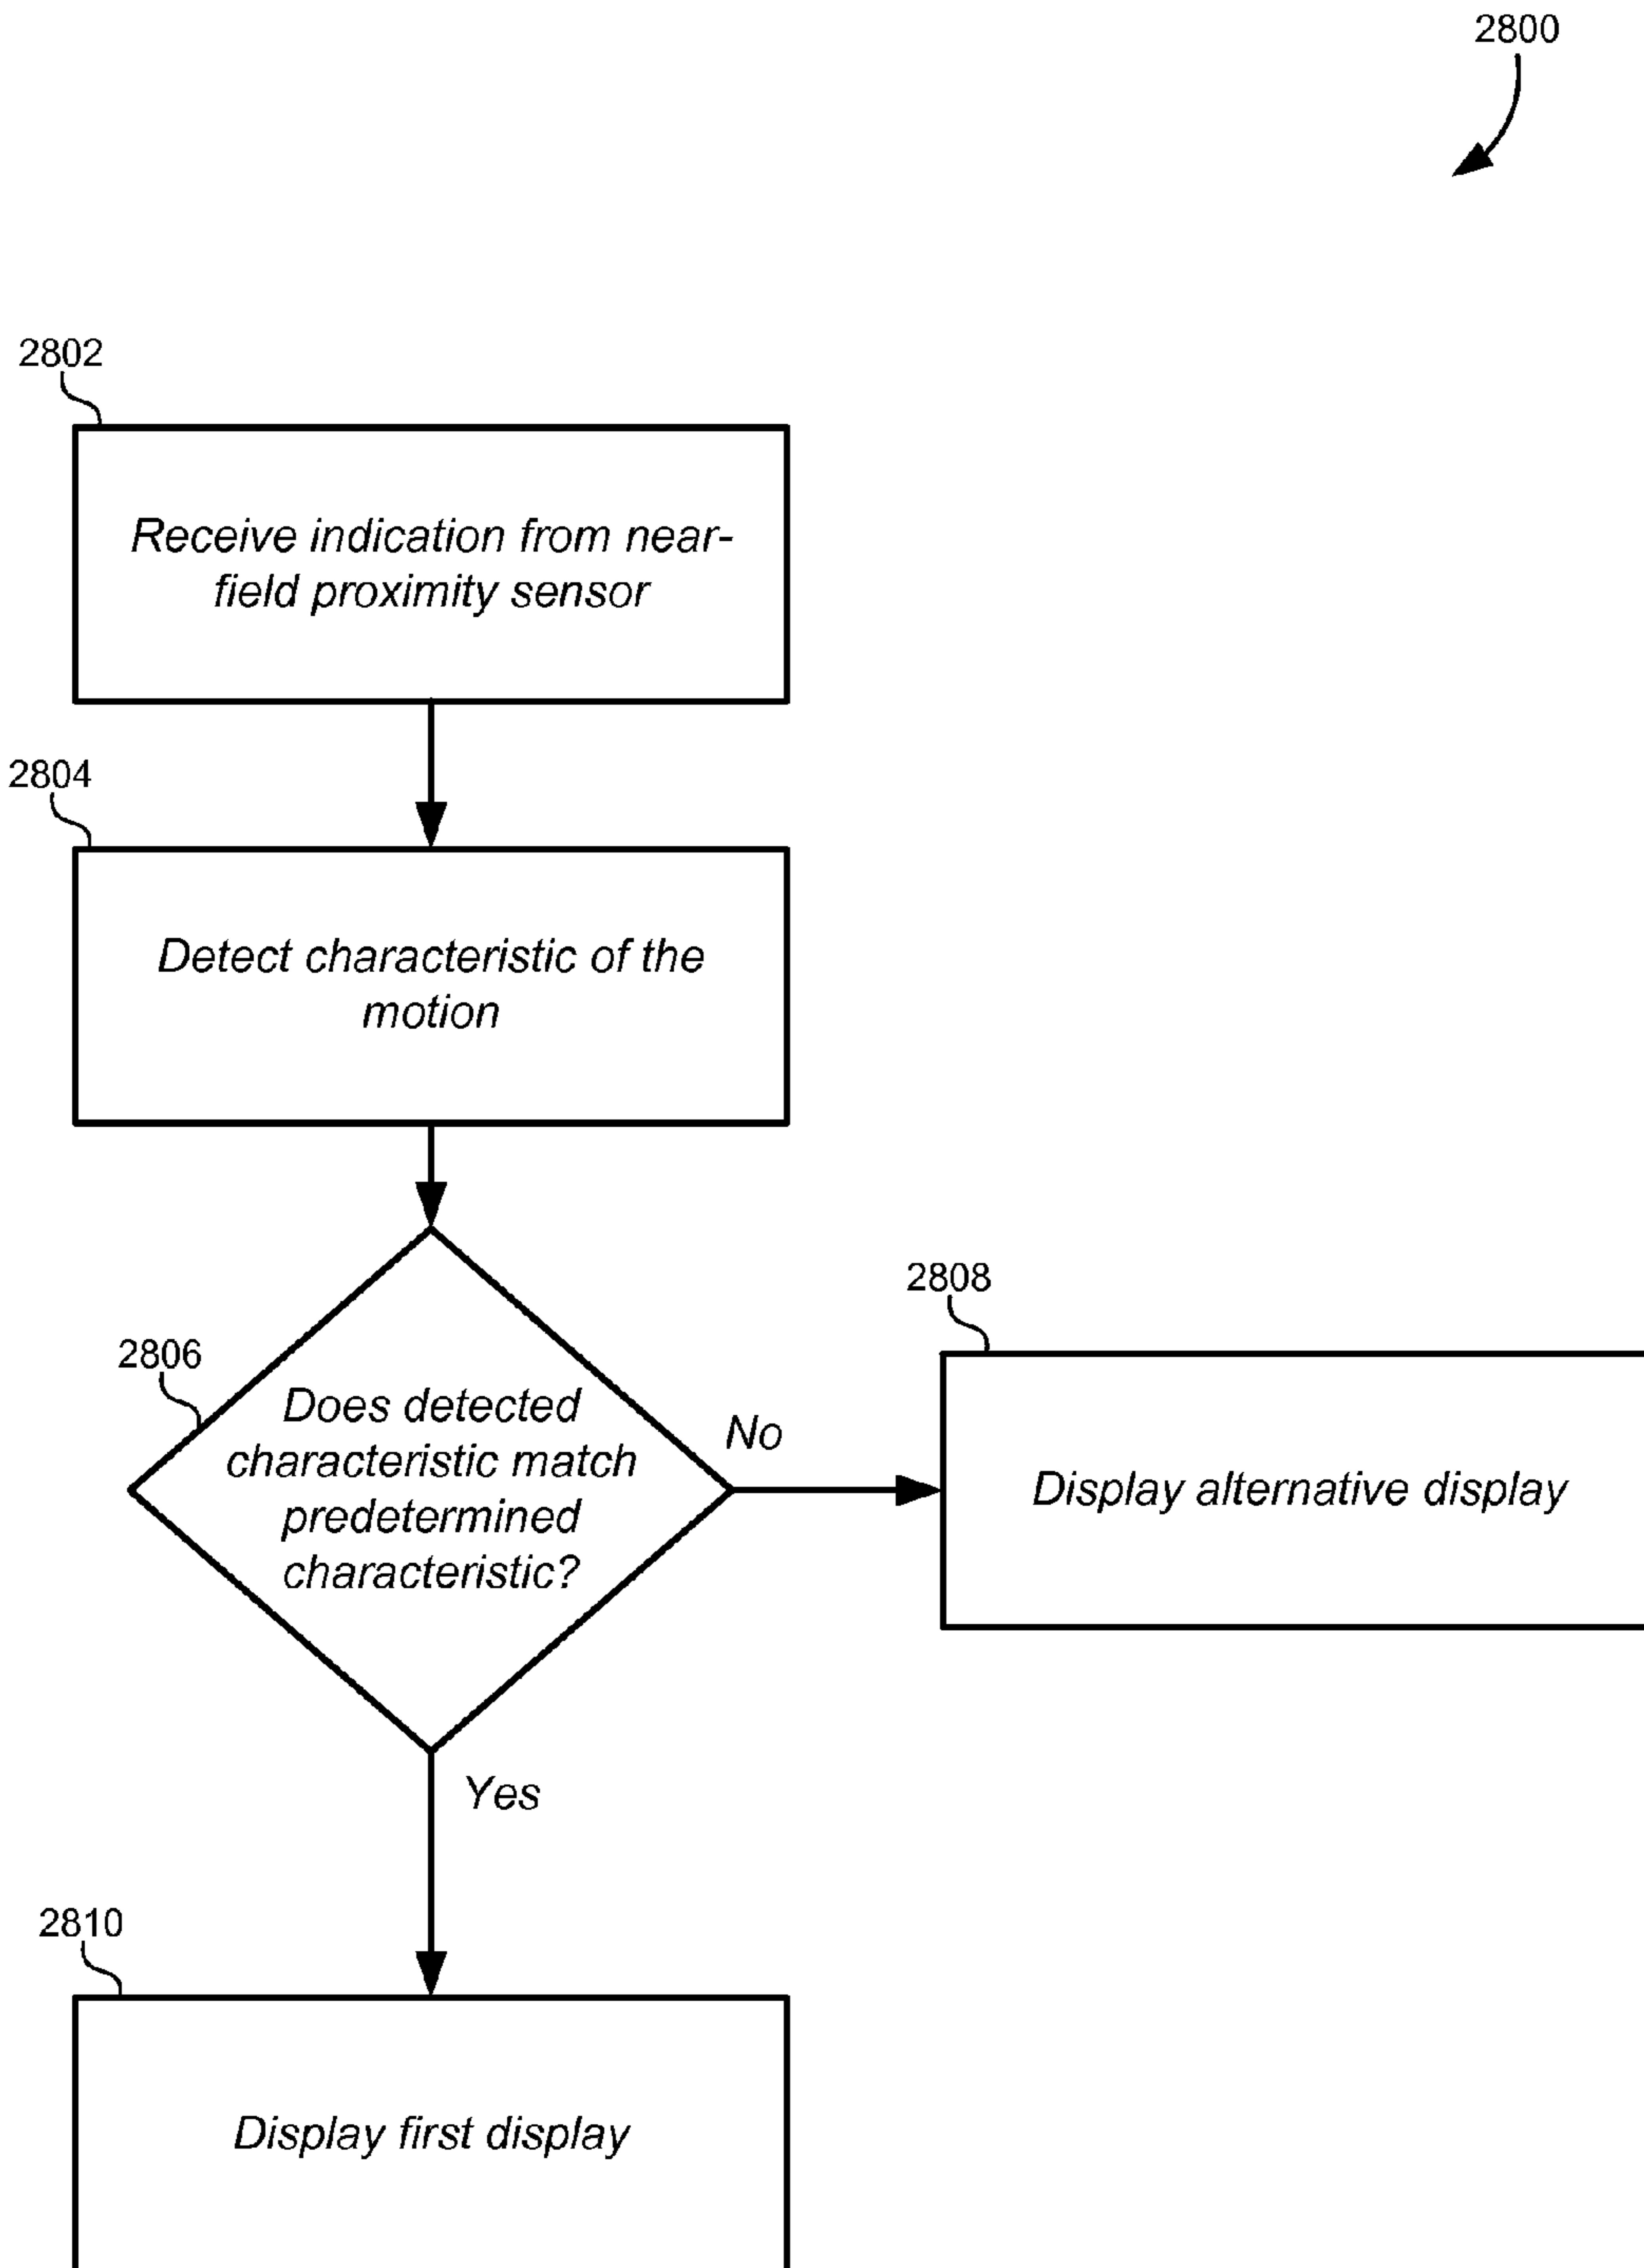 2800
2802
Receive indication from near-
field proximity sensor
2804
Detect characteristic of the
motion
2806
Does detected
characteristic match
predetermined
characteristic?
No
2808
Display alternative display
Yes
2810
Display first display